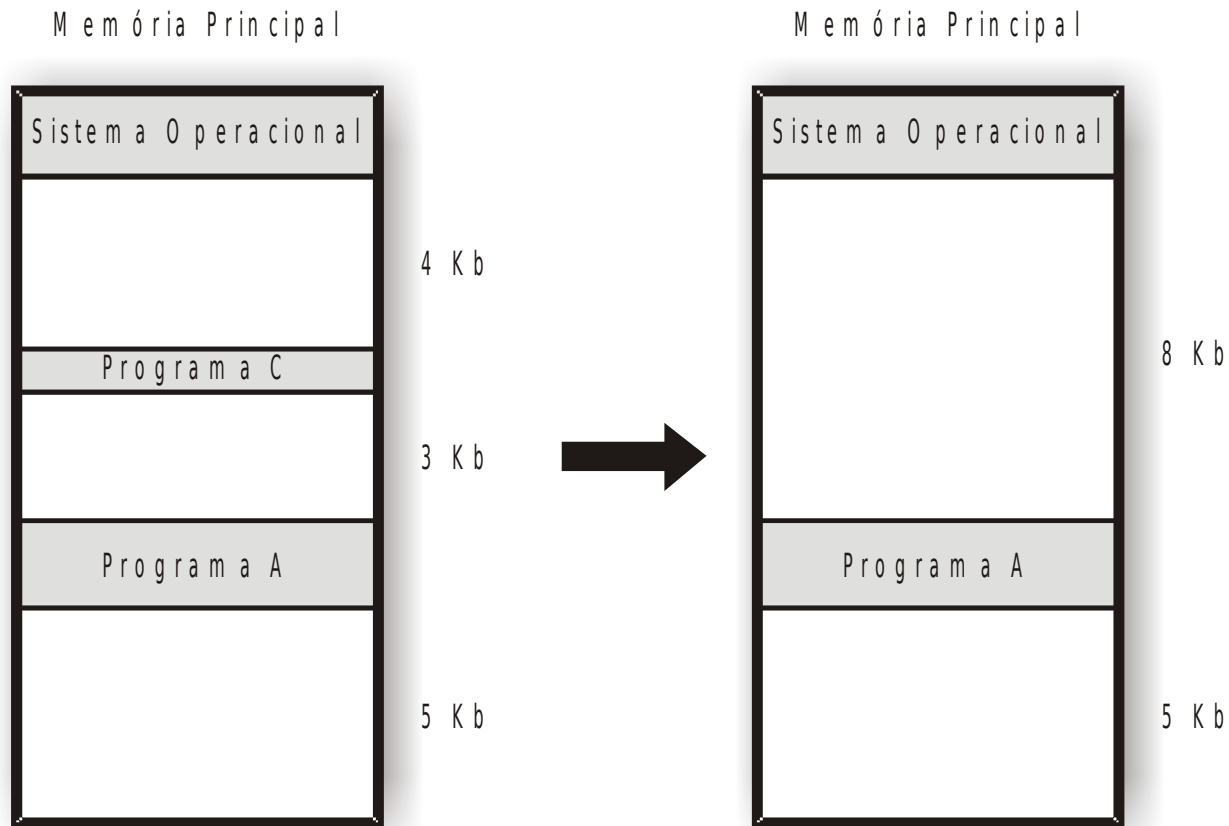 Memória Principal
Sistema Operacional
4 Kb
Programa C
3 Kb
Programa A
5 Kb
Memória Principal
Sistema Operacional
8 Kb
Programa A
5 Kb